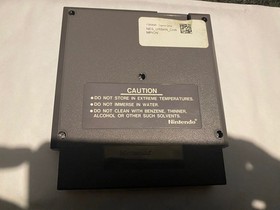 CAUTION
•DO NOT STORE IN EXTREME TEMPERATURE.
•DO NOT IMMERSE IN WATER.
•DO NOT CLEAN WITH BENZENE, THINNER,
ALCOHOL OR OTHER SUCH SOLVENTS.
Nintendo